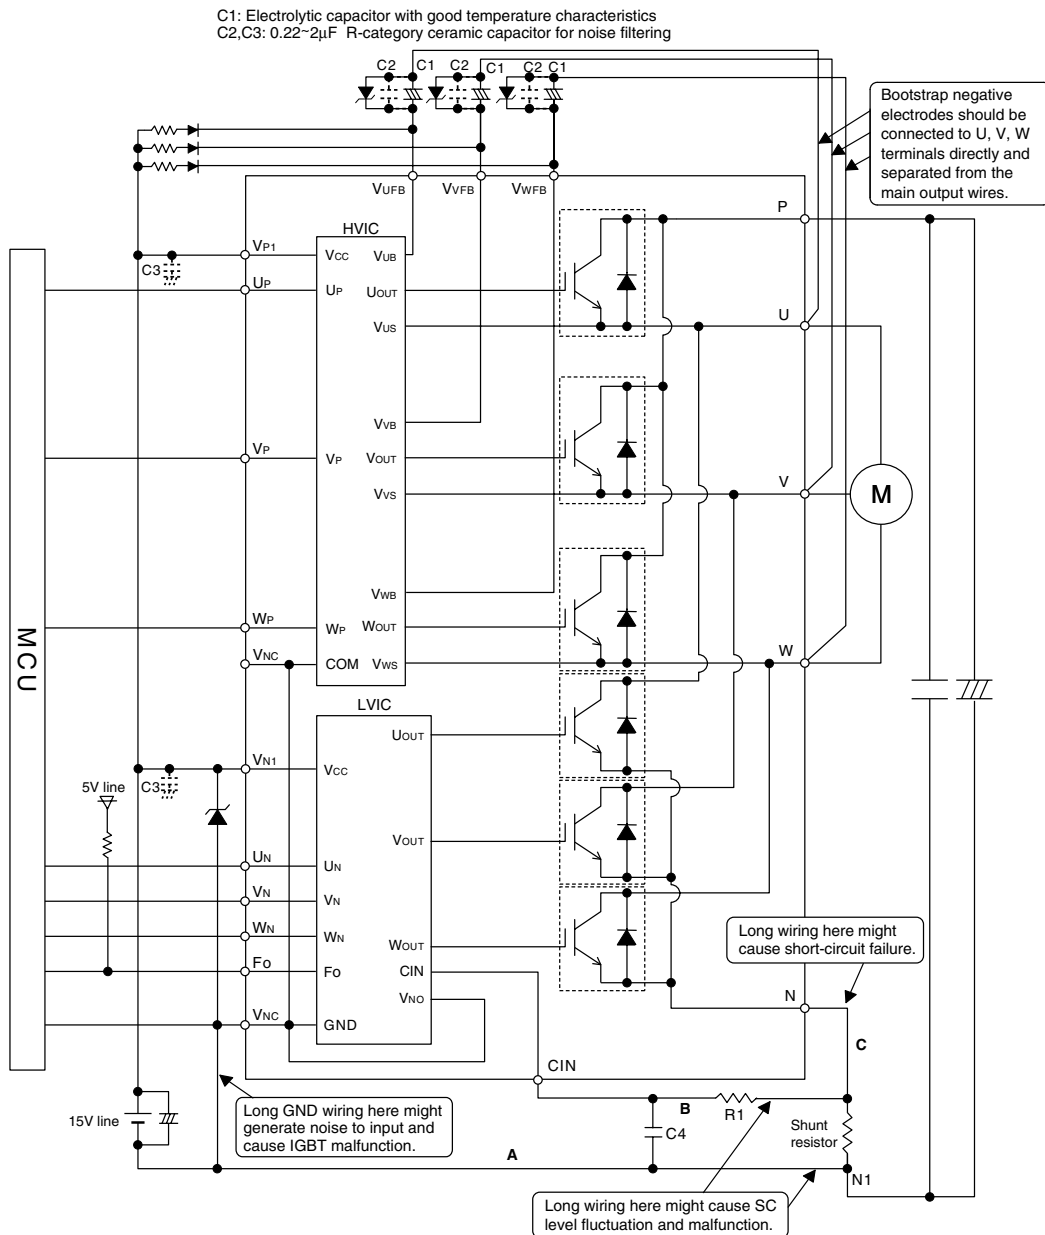 C1: Electrolytic capacitor with good temperature characteristics
C2,C3: 0.22~2μF R-category ceramic capacitor for noise filtering
C2 C1 C2 C1 C2 C1
Bootstrap negative
electrodes should be
connected to U, V, W
terminals directly and
separated from the
main output wires.
VUFB VVFB VWFB
P
HVIC
VP1 VCC VUB
C3
UP UP UOUT
VUS U
VVB
VP VP VOUT
VVS V
M
VWB
WP WP WOUT
VNC COM VWS W
MCU
LVIC
UOUT
VN1 VCC
5V line C3
VOUT
UN UN
VN VN
WN WN WOUT
Long wiring here might
cause short-circuit failure.
Fo Fo CIN
VNO N
VNC GND
C
CIN
15V line
Long GND wiring here might
generate noise to input and
cause IGBT malfunction.
B R1
C4
Shunt
resistor
A
N1
Long wiring here might cause SC
level fluctuation and malfunction.